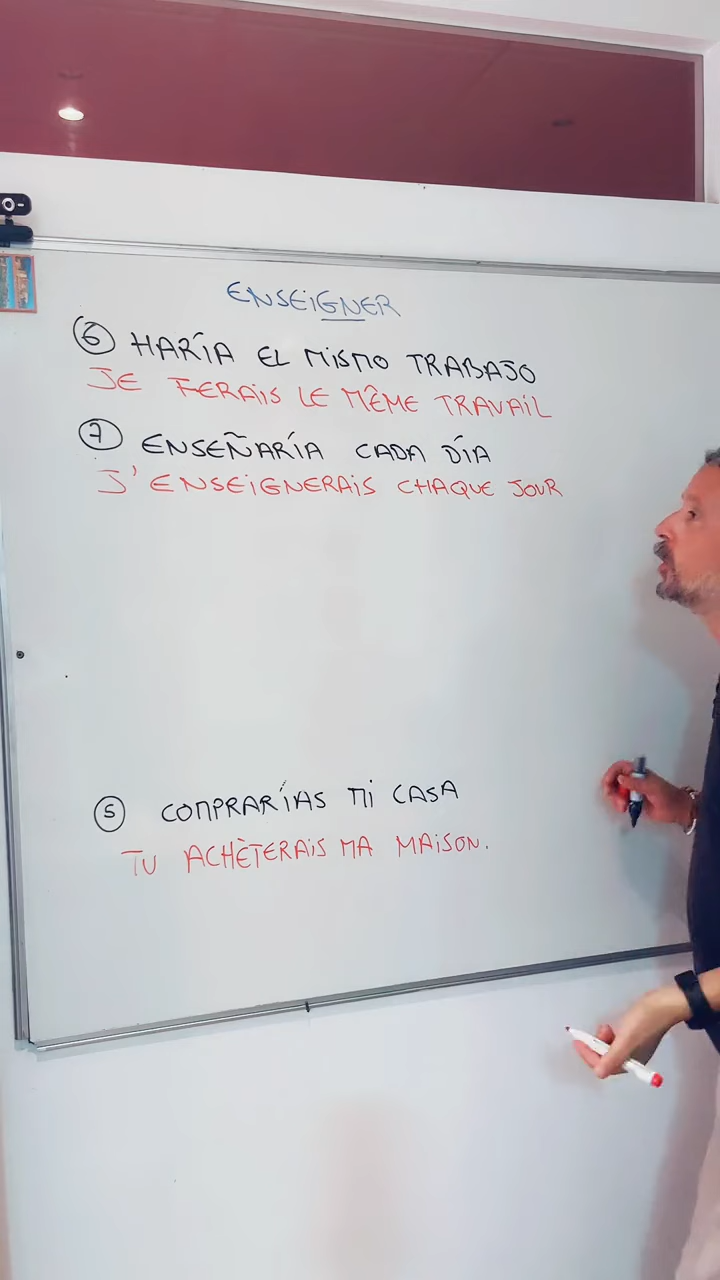 ENSEiGNER
⑥ HARÍA EL MiSMO TRABAJO
JE FERAiS LE MÊME TRAVAiL
⑦ ENSEÑARÍA CADA DÍA
J'ENSEiGNERAiS CHAQUE JOUR
⑤ COMPRARÍAS Mi CASA
TU ACHÈTERAiS MA MAiSON.